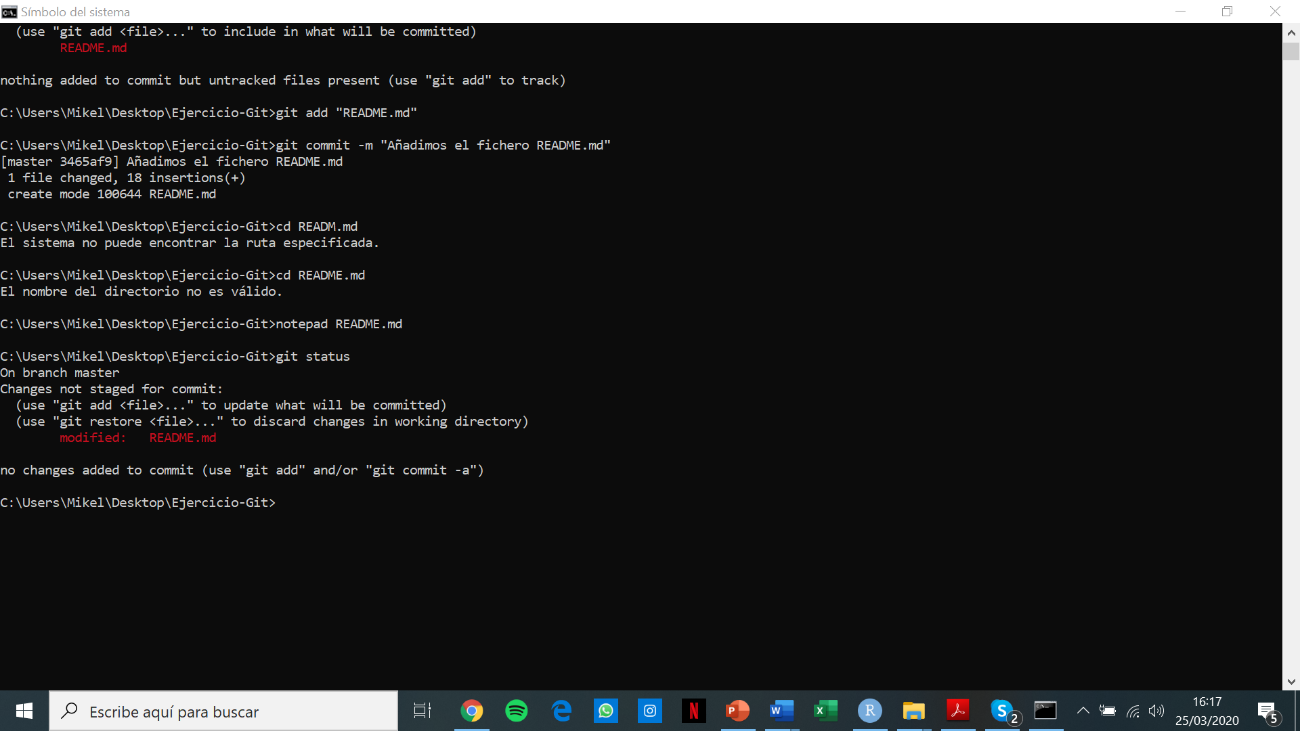 Símbolo del sistema
(use "git add <file>..." to include in what will be committed)
README.md
nothing added to commit but untracked files present (use "git add" to track)
C:\Users\Mikel\Desktop\Ejercicio-Git>git add "README.md"
C:\Users\Mikel\Desktop\Ejercicio-Git>git commit -m "Añadimos el fichero README.md"
[master 3465af9] Añadimos el fichero README.md
1 file changed, 18 insertions(+)
create mode 100644 README.md
C:\Users\Mikel\Desktop\Ejercicio-Git>cd READM.md
El sistema no puede encontrar la ruta especificada.
C:\Users\Mikel\Desktop\Ejercicio-Git>cd README.md
El nombre del directorio no es válido.
C:\Users\Mikel\Desktop\Ejercicio-Git>notepad README.md
C:\Users\Mikel\Desktop\Ejercicio-Git>git status
On branch master
Changes not staged for commit:
(use "git add <file>..." to update what will be committed)
(use "git restore <file>..." to discard changes in working directory)
modified:   README.md
no changes added to commit (use "git add" and/or "git commit -a")
C:\Users\Mikel\Desktop\Ejercicio-Git>
Escribe aquí para buscar
16:17
25/03/2020
2
5